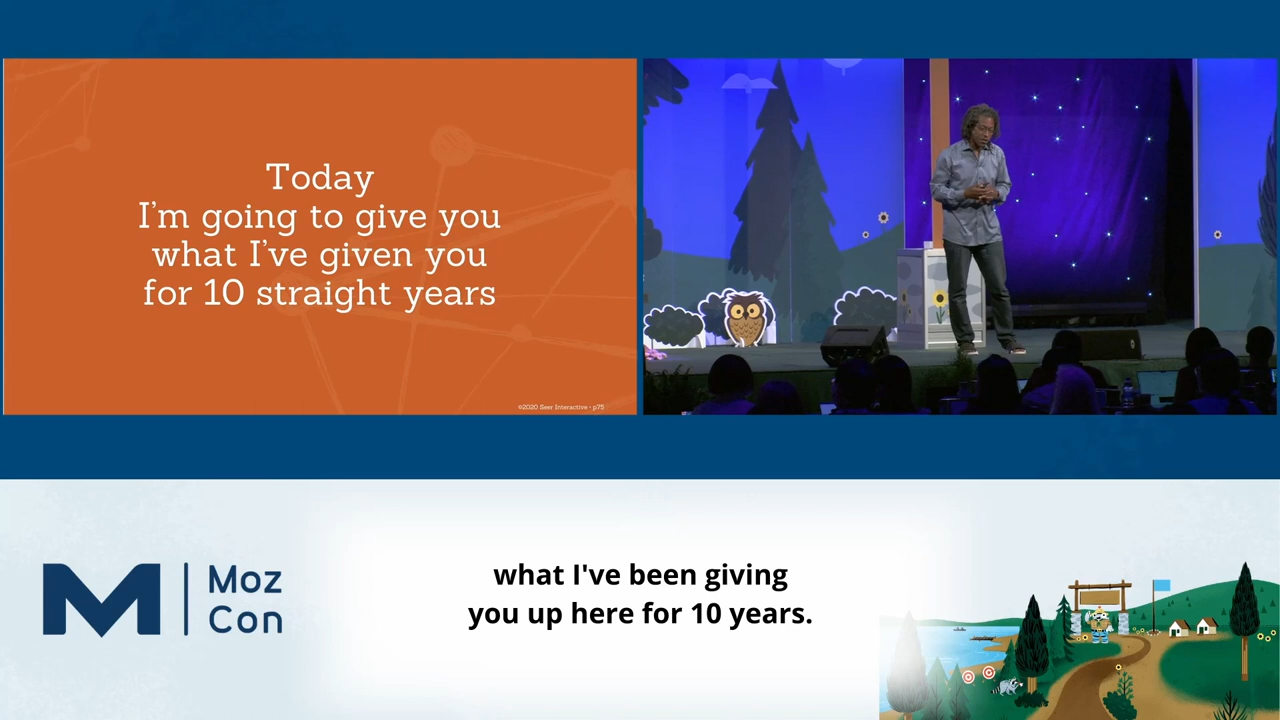 Today
I'm going to give you
what I've given you
for 10 straight years
©2020 Seer Interactive • p75
Moz
Con
what I've been giving
you up here for 10 years.